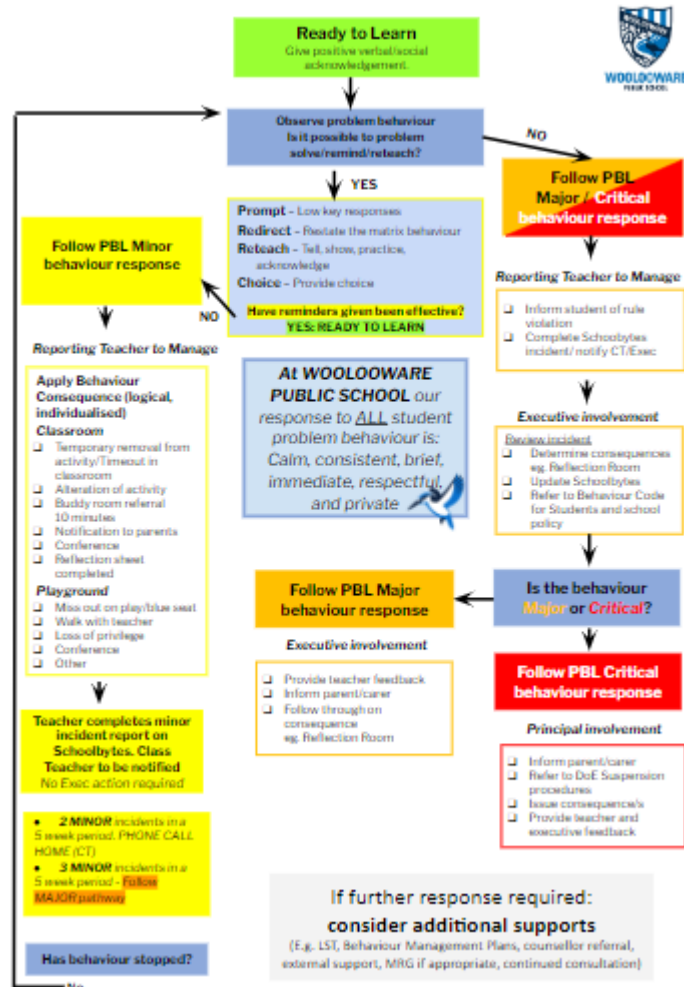 WOOLOOWARE
PUBLIC SCHOOL
Ready to Learn
Give positive verbal/social
acknowledgement.
Observe problem behaviour
Is it possible to problem
solve/remind/reteach?
NO
YES
Prompt – Low key responses
Redirect – Restate the matrix behaviour
Reteach – Tell, show, practice,
acknowledge
Choice – Provide choice
Have reminders given been effective?
YES: READY TO LEARN
NO
Follow PBL Minor
behaviour response
Reporting Teacher to Manage
Apply Behaviour
Consequence (logical,
individualised)
Classroom
❑ Temporary removal from
activity/Timeout in
classroom
❑ Alteration of activity
❑ Buddy room referral
10 minutes
❑ Notification to parents
❑ Conference
❑ Reflection sheet
completed
Playground
❑ Miss out on play/blue seat
❑ Walk with teacher
❑ Loss of privilege
❑ Conference
❑ Other
Teacher completes minor
incident report on
Schoolbytes. Class
Teacher to be notified
No Exec action required
● 2 MINOR incidents in a
5 week period. PHONE CALL
HOME (CT)
● 3 MINOR incidents in a
5 week period - Follow
MAJOR pathway
Has behaviour stopped?
No
At WOOLOOWARE
PUBLIC SCHOOL our
response to ALL student
problem behaviour is:
Calm, consistent, brief,
immediate, respectful,
and private
Follow PBL
Major / Critical
behaviour response
Reporting Teacher to Manage
❑ Inform student of rule
violation
❑ Complete Schoolbytes
incident/ notify CT/Exec
Executive involvement
Review incident
❑ Determine consequences
eg. Reflection Room
❑ Update Schoolbytes
❑ Refer to Behaviour Code
for Students and school
policy
Is the behaviour
Major or Critical?
Follow PBL Major
behaviour response
Executive involvement
❑ Provide teacher feedback
❑ Inform parent/carer
❑ Follow through on
consequence
eg. Reflection Room
Follow PBL Critical
behaviour response
Principal involvement
❑ Inform parent/carer
❑ Refer to DoE Suspension
procedures
❑ Issue consequence/s
❑ Provide teacher and
executive feedback
If further response required:
consider additional supports
(E.g. LST, Behaviour Management Plans, counsellor referral,
external support, MRG if appropriate, continued consultation)